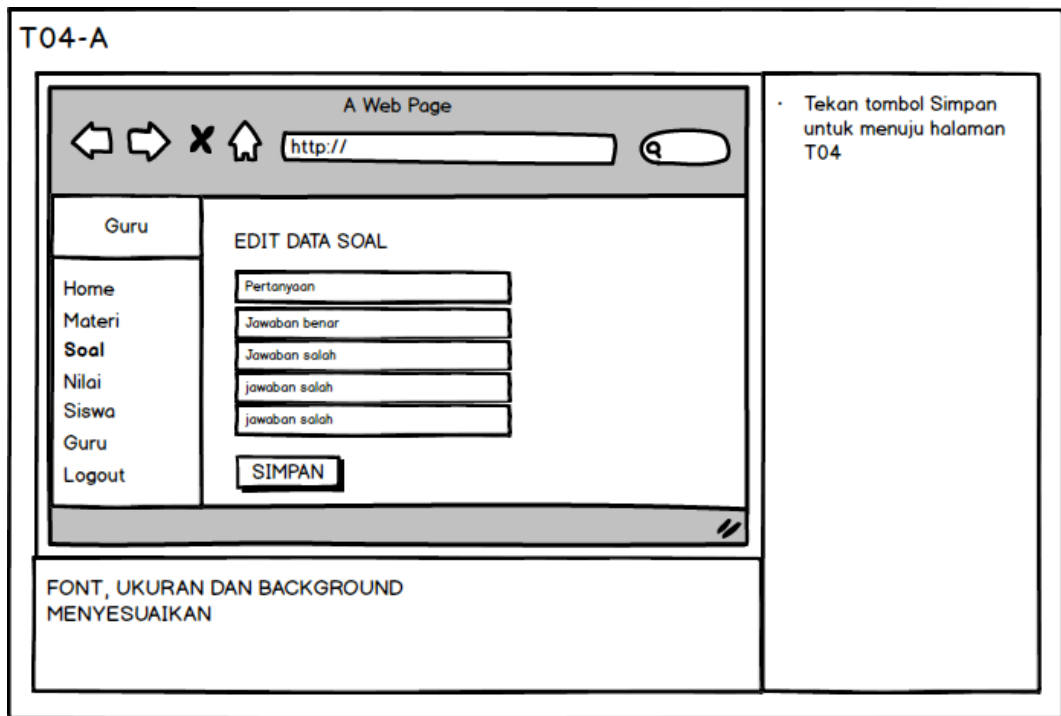 T04-A
A Web Page
http://
Guru
Home
Materi
Soal
Nilai
Siswa
Guru
Logout
EDIT DATA SOAL
Pertanyaan
Jawaban benar
Jawaban salah
jawaban salah
jawaban salah
SIMPAN
· Tekan tombol Simpan
untuk menuju halaman
T04
FONT, UKURAN DAN BACKGROUND
MENYESUAIKAN